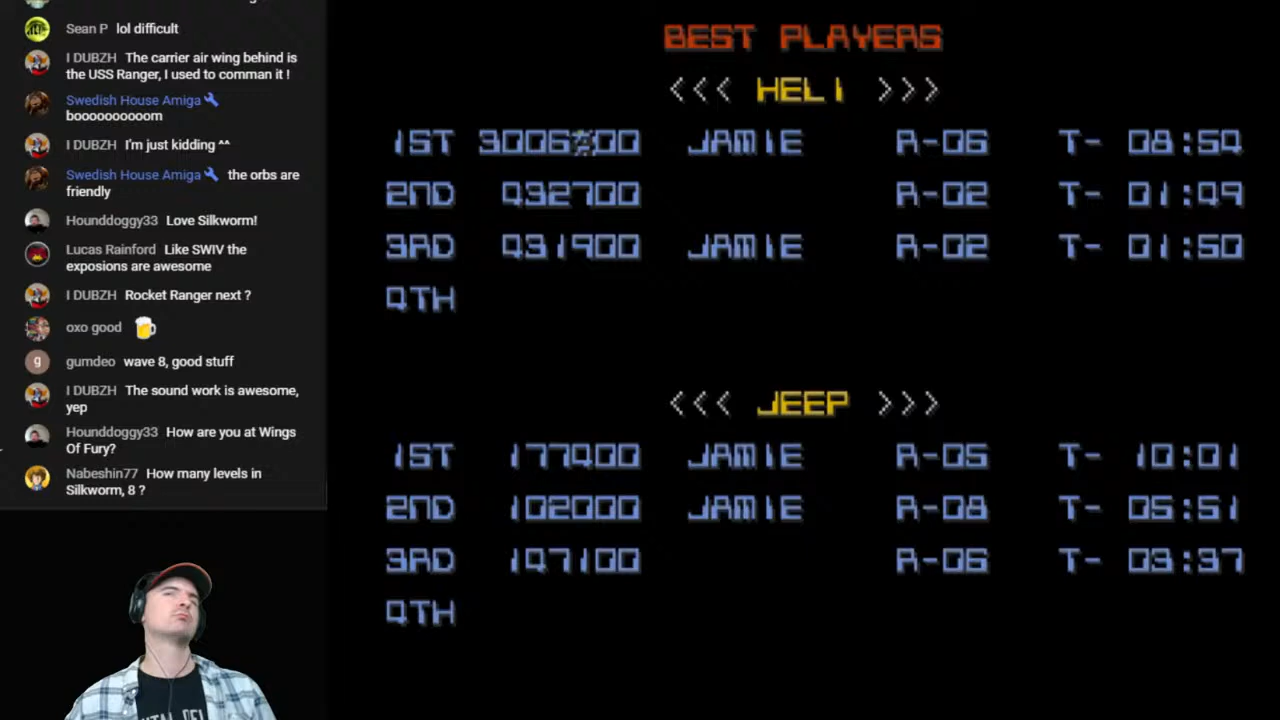 Sean P lol difficult
I DUBZH The carrier air wing behind is
the USS Ranger, I used to comman it !
Swedish House Amiga
booooooooom
I DUBZH I'm just kidding ^^
Swedish House Amiga the orbs are
friendly
Hounddoggy33 Love Silkworm!
Lucas Rainford Like SWIV the
exposions are awesome
I DUBZH Rocket Ranger next ?
oxo good 🍺
g gumdeo wave 8, good stuff
I DUBZH The sound work is awesome,
yep
Hounddoggy33 How are you at Wings
Of Fury?
Nabeshin77 How many levels in
Silkworm, 8 ?
BEST PLAYERS
<<< HELI >>>
1ST JAMIE R-06 T- 08:54
2ND 432700 R-02 T- 01:49
3RD 431900 JAMIE R-02 T- 01:50
4TH
<<< JEEP >>>
1ST 177400 JAMIE R-05 T- 10:01
2ND 102000 JAMIE R-08 T- 05:51
3RD 147100 R-06 T- 03:37
4TH